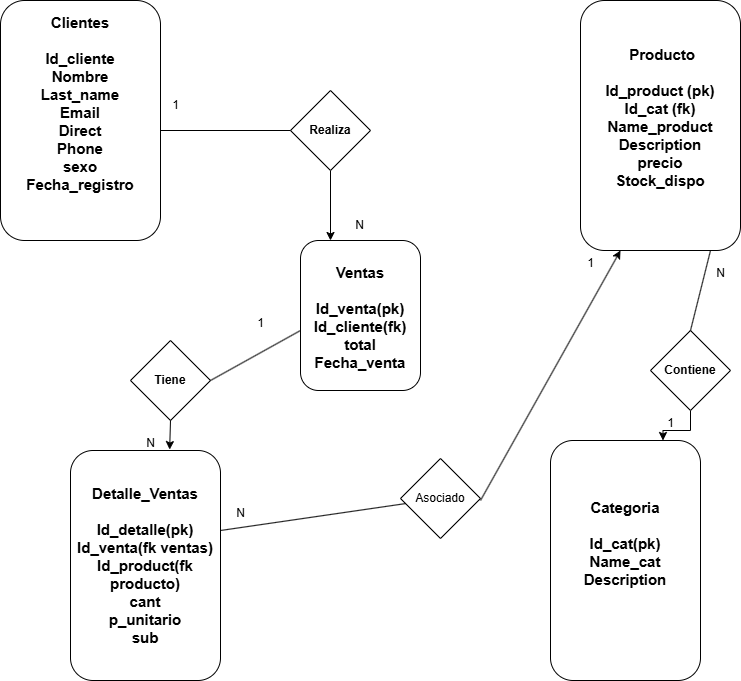 Clientes
Id_cliente
Nombre
Last_name
Email
Direct
Phone
sexo
Fecha_registro
1
Realiza
N
Ventas
Id_venta(pk)
Id_cliente(fk)
total
Fecha_venta
1
Tiene
N
Detalle_Ventas
Id_detalle(pk)
Id_venta(fk ventas)
Id_product(fk
producto)
cant
p_unitario
sub
N
Asociado
1
Producto
Id_product (pk)
Id_cat (fk)
Name_product
Description
precio
Stock_dispo
N
Contiene
1
Categoria
Id_cat(pk)
Name_cat
Description